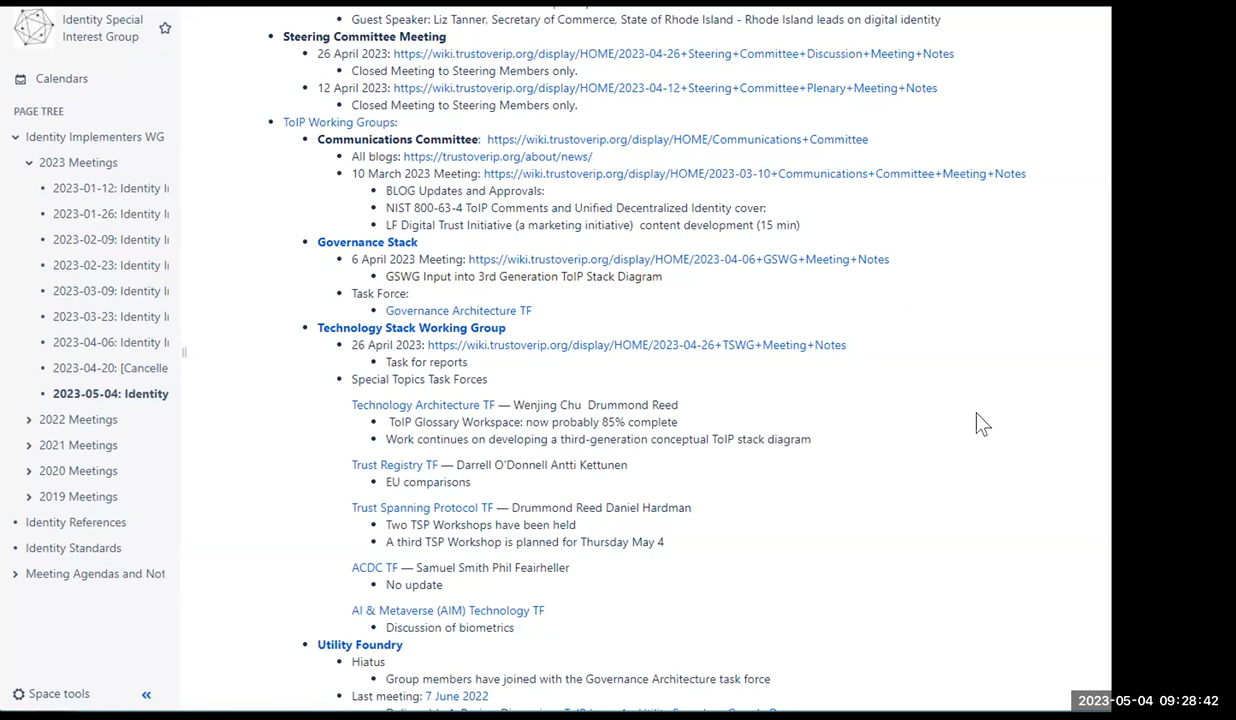 Identity Special
Interest Group
Calendars
PAGE TREE
Identity Implementers WG
2023 Meetings
2023-01-12: Identity I
2023-01-26: Identity I
2023-02-09: Identity I
2023-02-23: Identity I
2023-03-09: Identity I
2023-03-23: Identity I
2023-04-06: Identity I
2023-04-20: [Cancelle
2023-05-04: Identity
2022 Meetings
2021 Meetings
2020 Meetings
2019 Meetings
Identity References
Identity Standards
Meeting Agendas and Not
Space tools
Guest Speaker: Liz Tanner, Secretary of Commerce, State of Rhode Island - Rhode Island leads on digital identity
Steering Committee Meeting
26 April 2023: https://wiki.trustoverip.org/display/HOME/2023-04-26+Steering+Committee+Discussion+Meeting+Notes
Closed Meeting to Steering Members only.
12 April 2023: https://wiki.trustoverip.org/display/HOME/2023-04-12+Steering+Committee+Plenary+Meeting+Notes
Closed Meeting to Steering Members only.
ToIP Working Groups:
Communications Committee: https://wiki.trustoverip.org/display/HOME/Communications+Committee
All blogs: https://trustoverip.org/about/news/
10 March 2023 Meeting: https://wiki.trustoverip.org/display/HOME/2023-03-10+Communications+Committee+Meeting+Notes
BLOG Updates and Approvals:
NIST 800-63-4 ToIP Comments and Unified Decentralized Identity cover:
LF Digital Trust Initiative (a marketing initiative) content development (15 min)
Governance Stack
6 April 2023 Meeting: https://wiki.trustoverip.org/display/HOME/2023-04-06+GSWG+Meeting+Notes
GSWG Input into 3rd Generation ToIP Stack Diagram
Task Force:
Governance Architecture TF
Technology Stack Working Group
26 April 2023: https://wiki.trustoverip.org/display/HOME/2023-04-26+TSWG+Meeting+Notes
Task for reports
Special Topics Task Forces
Technology Architecture TF — Wenjing Chu Drummond Reed
ToIP Glossary Workspace: now probably 85% complete
Work continues on developing a third-generation conceptual ToIP stack diagram
Trust Registry TF — Darrell O'Donnell Antti Kettunen
EU comparisons
Trust Spanning Protocol TF — Drummond Reed Daniel Hardman
Two TSP Workshops have been held
A third TSP Workshop is planned for Thursday May 4
ACDC TF — Samuel Smith Phil Feairheller
No update
AI & Metaverse (AIM) Technology TF
Discussion of biometrics
Utility Foundry
Hiatus
Group members have joined with the Governance Architecture task force
Last meeting: 7 June 2022
2023-05-04 09:28:42